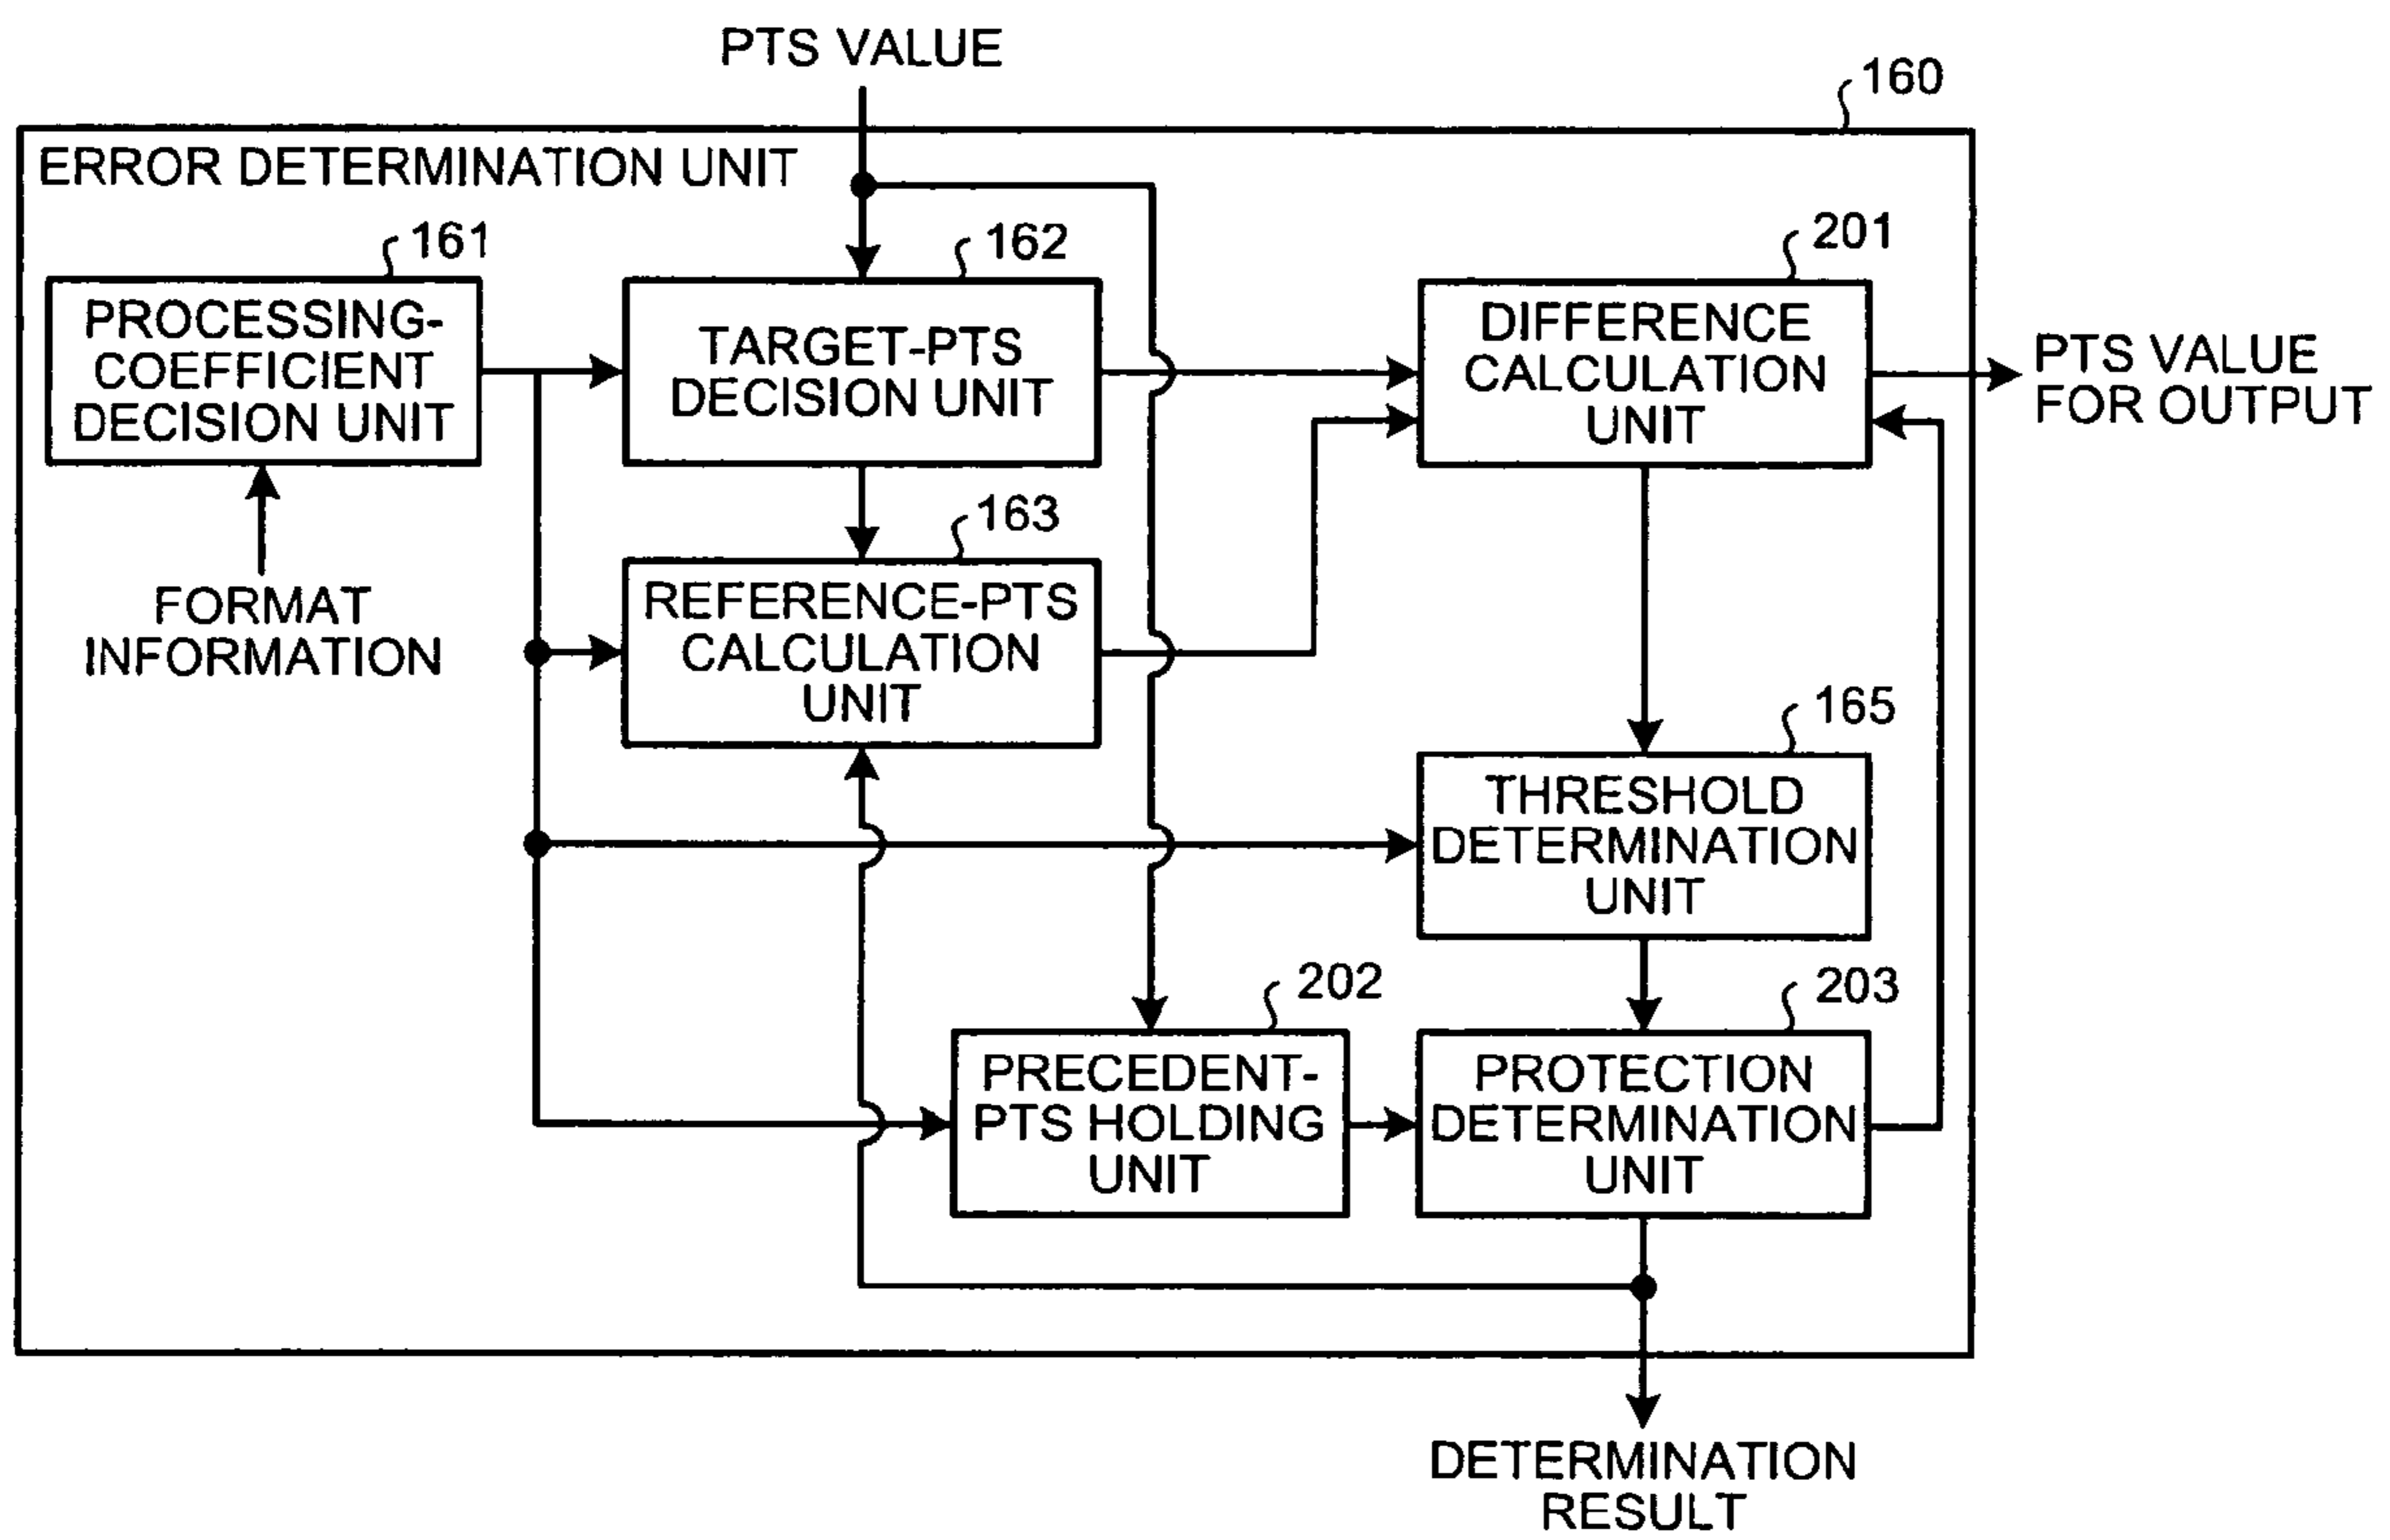 PTS VALUE
160
ERROR DETERMINATION UNIT
161
PROCESSING-
COEFFICIENT
DECISION UNIT
FORMAT
INFORMATION
162
TARGET-PTS
DECISION UNIT
163
REFERENCE-PTS
CALCULATION
UNIT
201
DIFFERENCE
CALCULATION
UNIT
PTS VALUE
FOR OUTPUT
165
THRESHOLD
DETERMINATION
UNIT
202
PRECEDENT-
PTS HOLDING
UNIT
203
PROTECTION
DETERMINATION
UNIT
DETERMINATION
RESULT